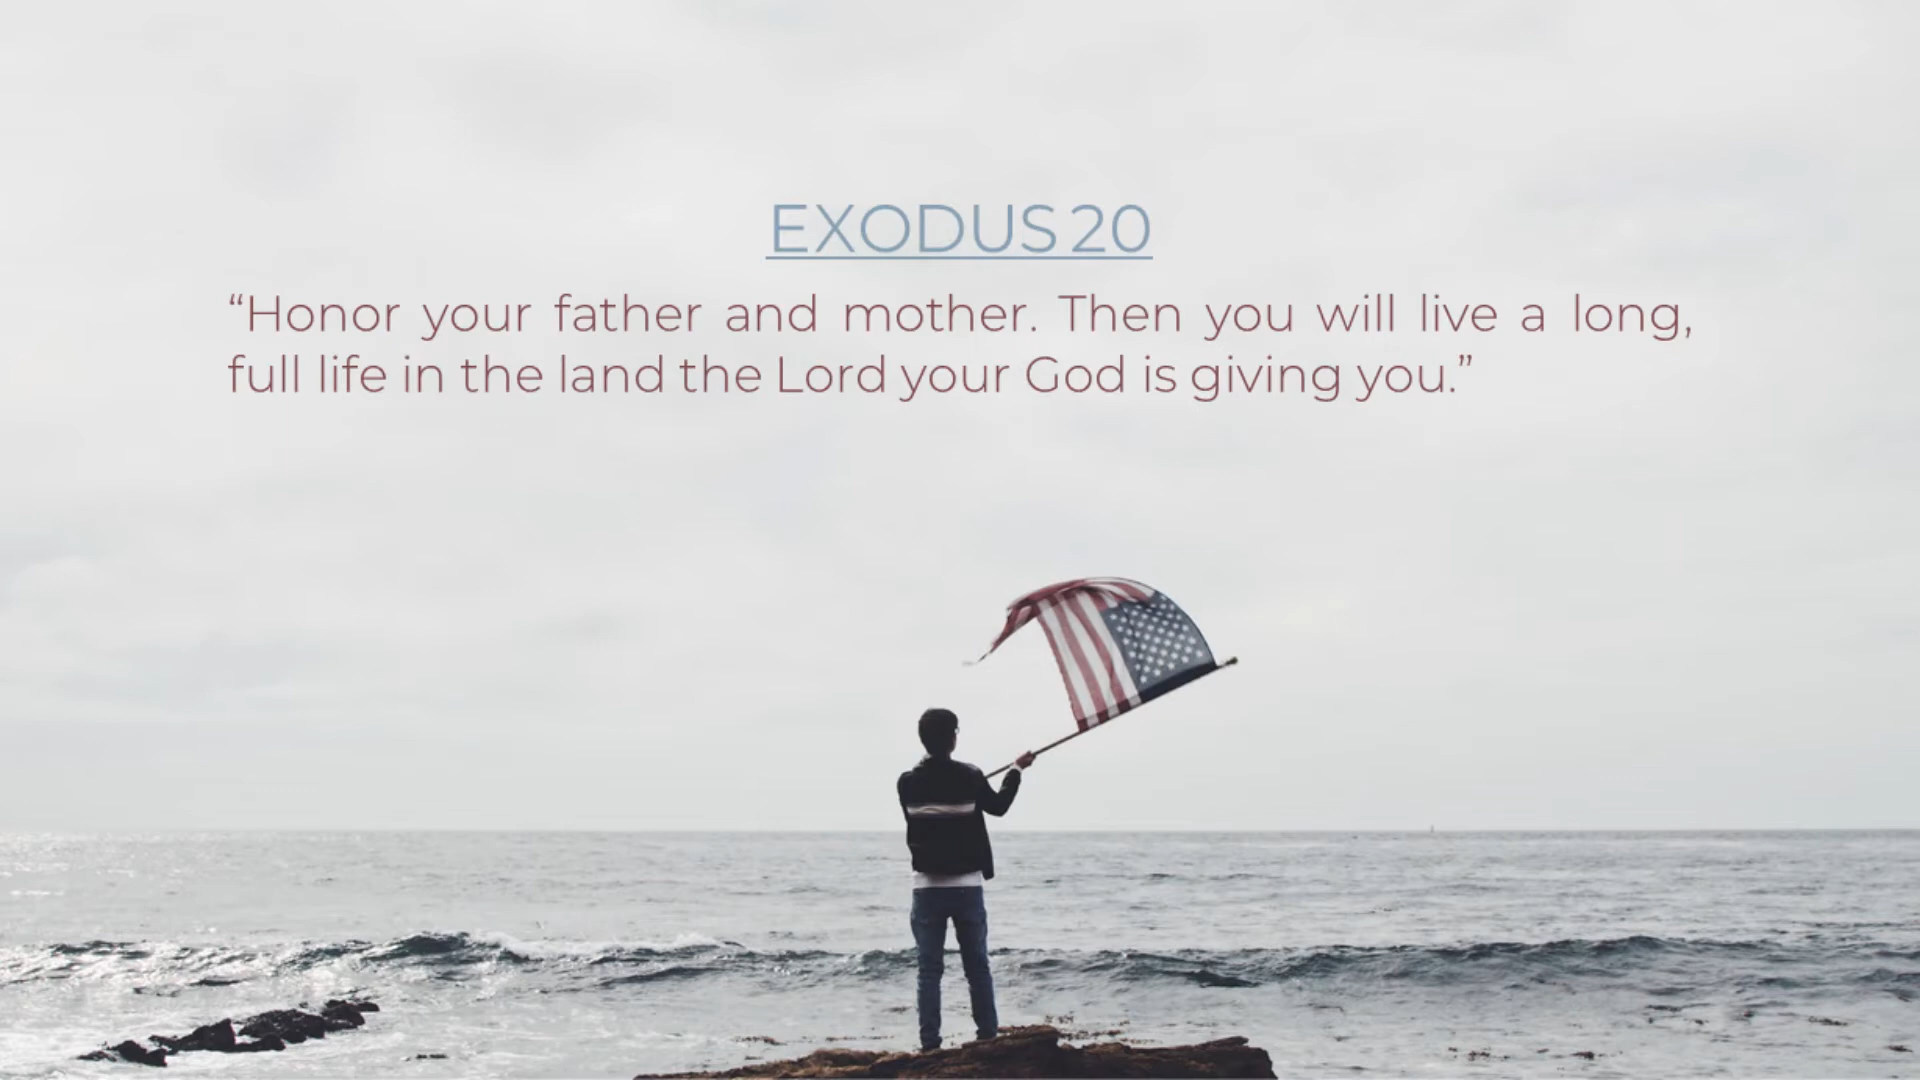 EXODUS 20
“Honor your father and mother. Then you will live a long,
full life in the land the Lord your God is giving you.”